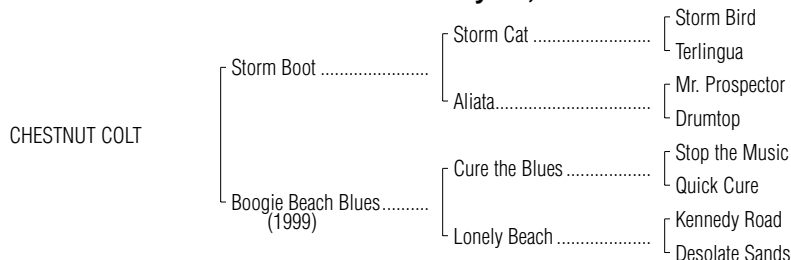 Storm Bird
Storm Cat ..........................
Terlingua
Storm Boot ........................
Mr. Prospector
Aliata..................................
Drumtop
CHESTNUT COLT
Stop the Music
Cure the Blues ...................
Quick Cure
Boogie Beach Blues..........
(1999)
Kennedy Road
Lonely Beach .....................
Desolate Sands